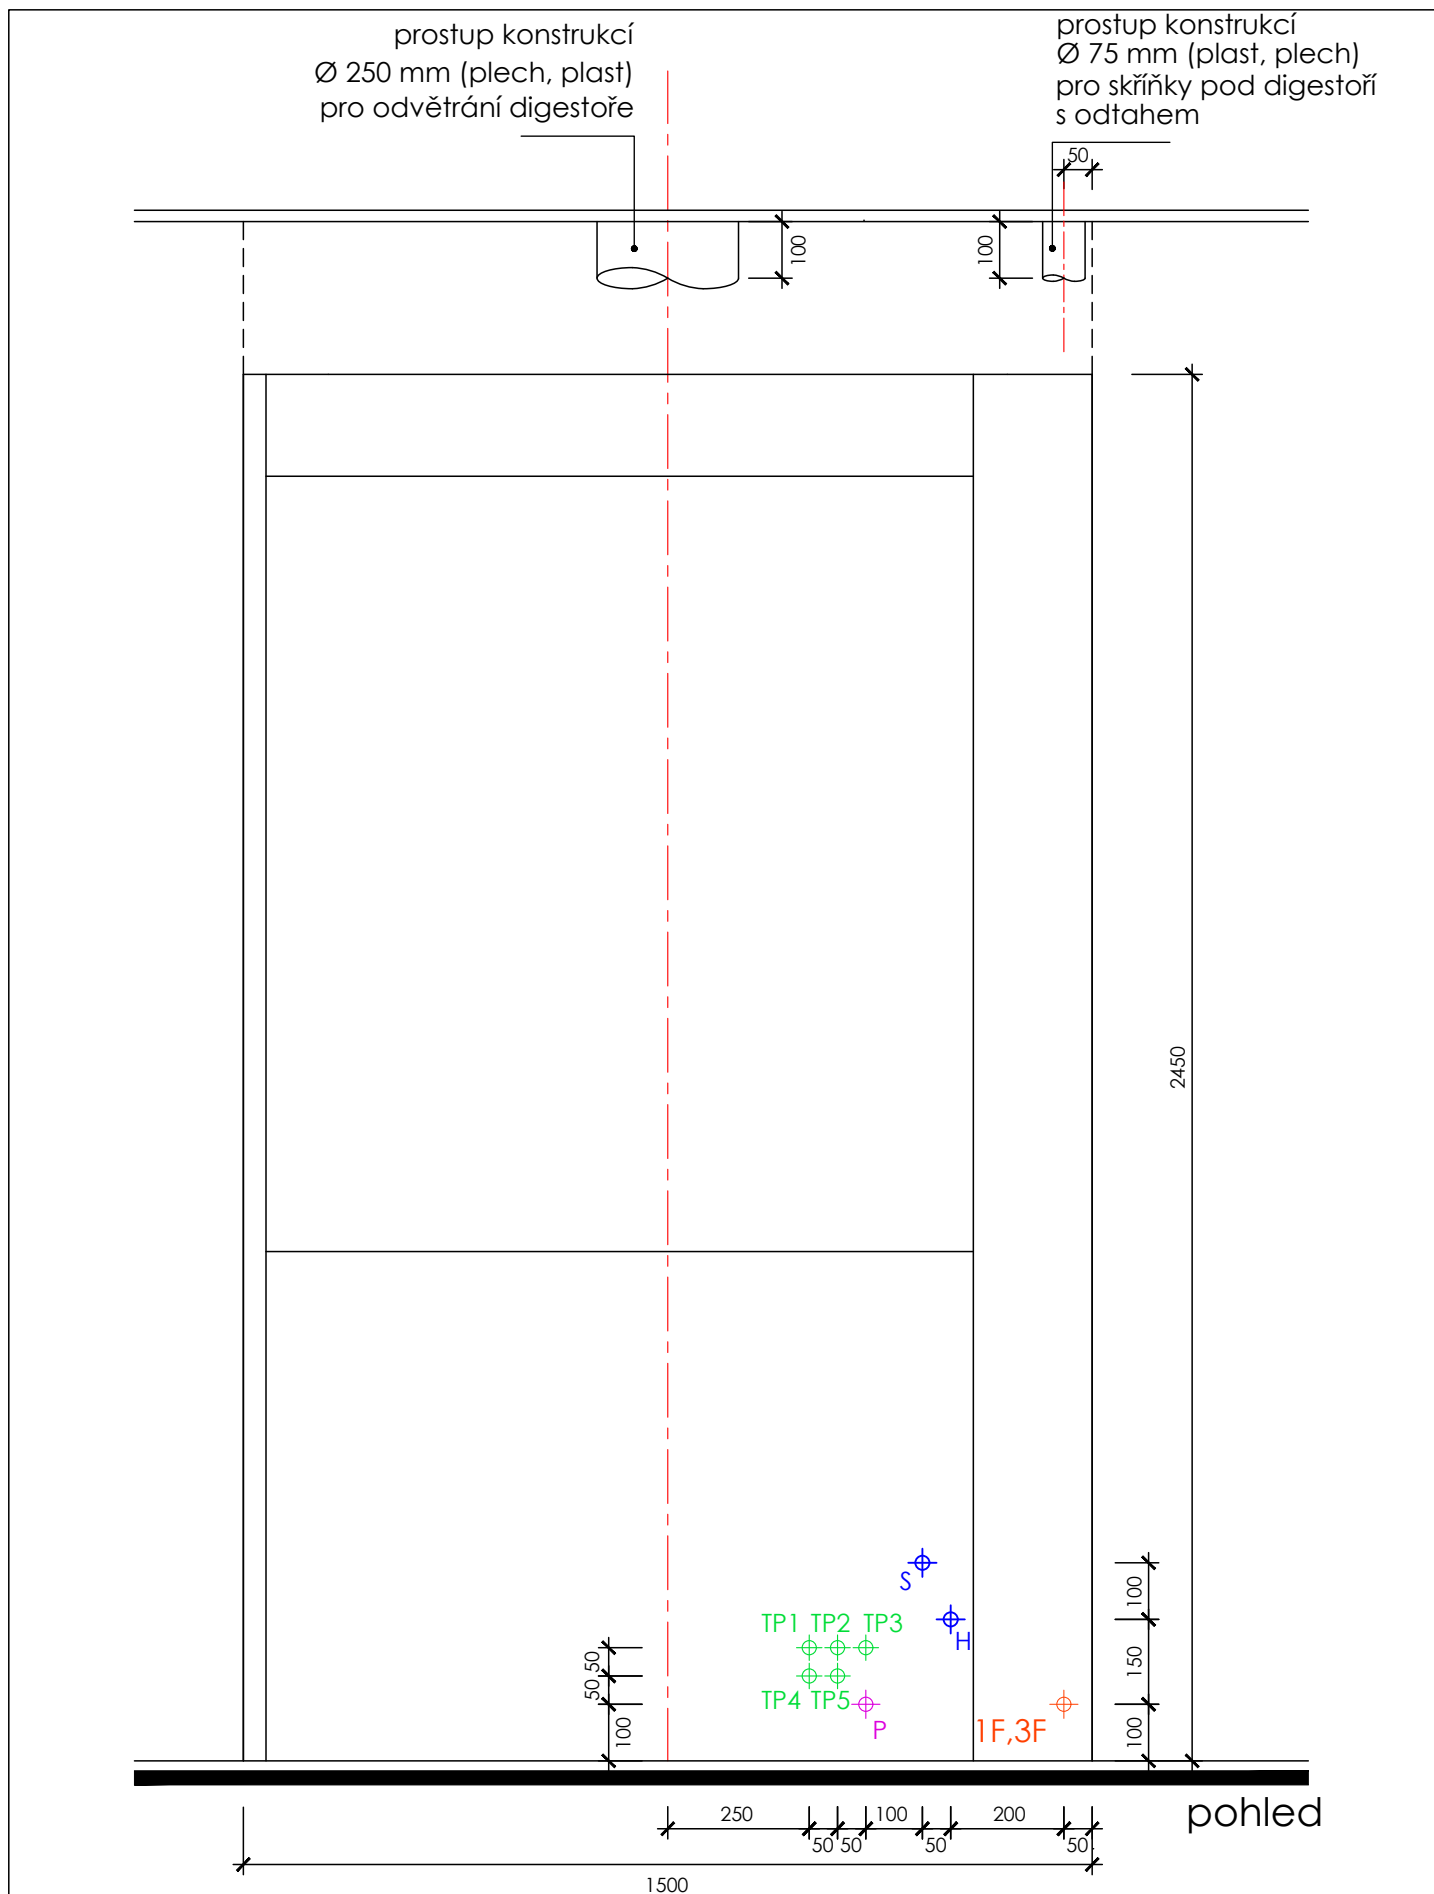 prostup konstrukcí
Ø 250 mm (plech, plast)
pro odvětrání digestoře
prostup konstrukcí
Ø 75 mm (plast, plech)
pro skříňky pod digestoří
s odtahem
50
100
100
2450
S
H
TP1 TP2 TP3
TP4 TP5
P
1F,3F
50
50
100
100
150
100
pohled
250
50
50
100
50
200
50
1500